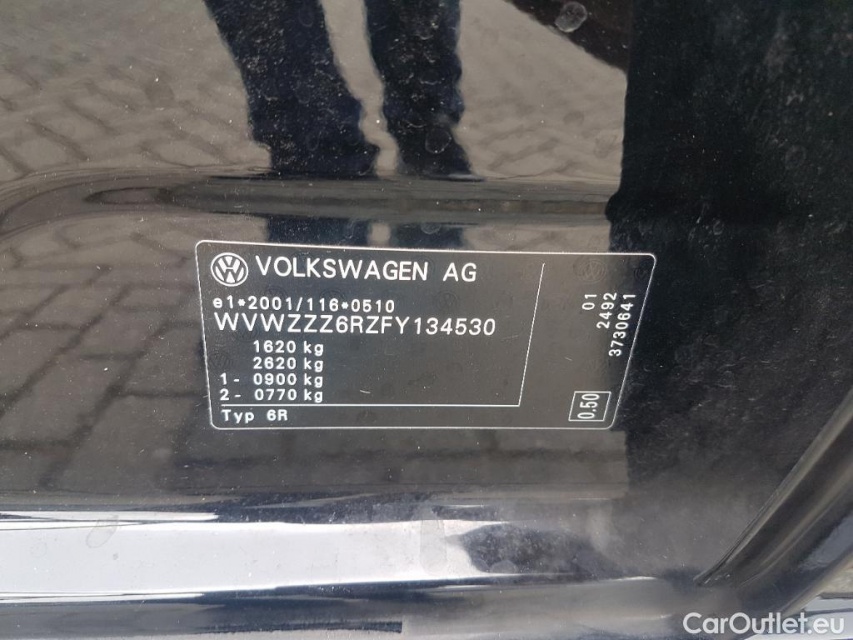 VOLKSWAGEN AG
e1*2001/116*0510
WVWZZZ6RZFY134530
1620 kg
2620 kg
1- 0900 kg
2- 0770 kg
Typ 6R
01
2492
3730641
0.50
CarOutlet.eu